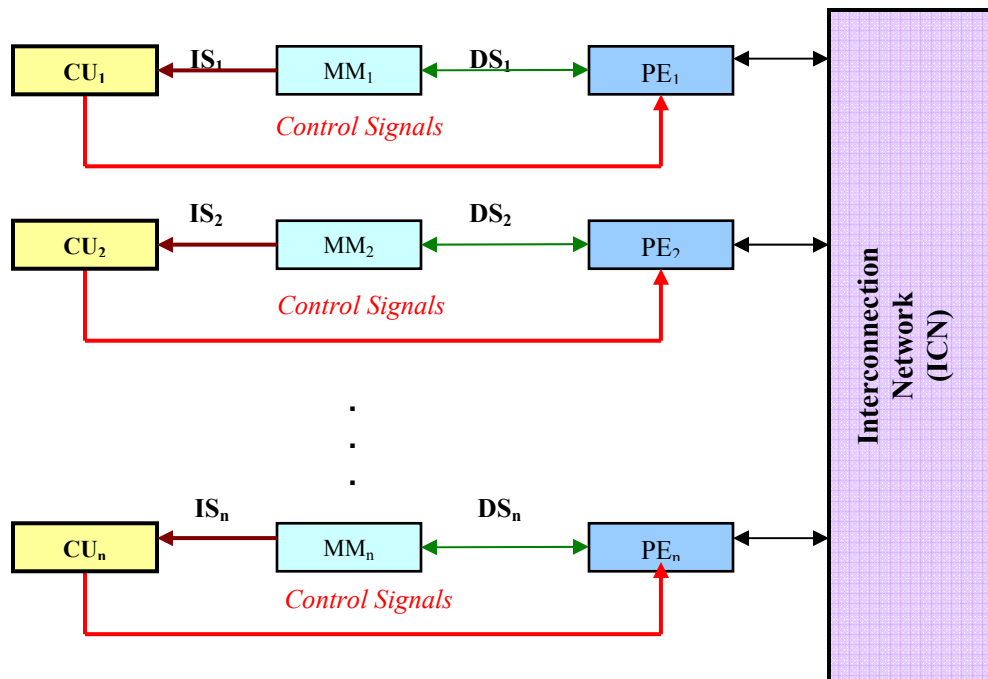 IS₁
DS₁
CU₁
MM₁
PE₁
Control Signals
IS₂
DS₂
CU₂
MM₂
PE₂
Control Signals
Interconnection
Network
(ICN)
.
.
.
ISₙ
DSₙ
CUₙ
MMₙ
PEₙ
Control Signals